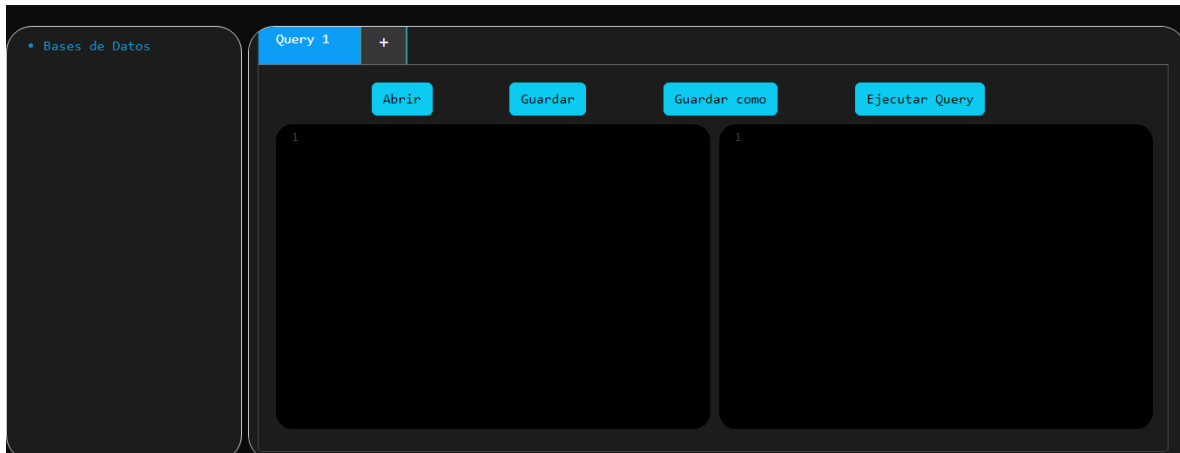 • Bases de Datos
Query 1
+
Abrir
Guardar
Guardar como
Ejecutar Query
1
1